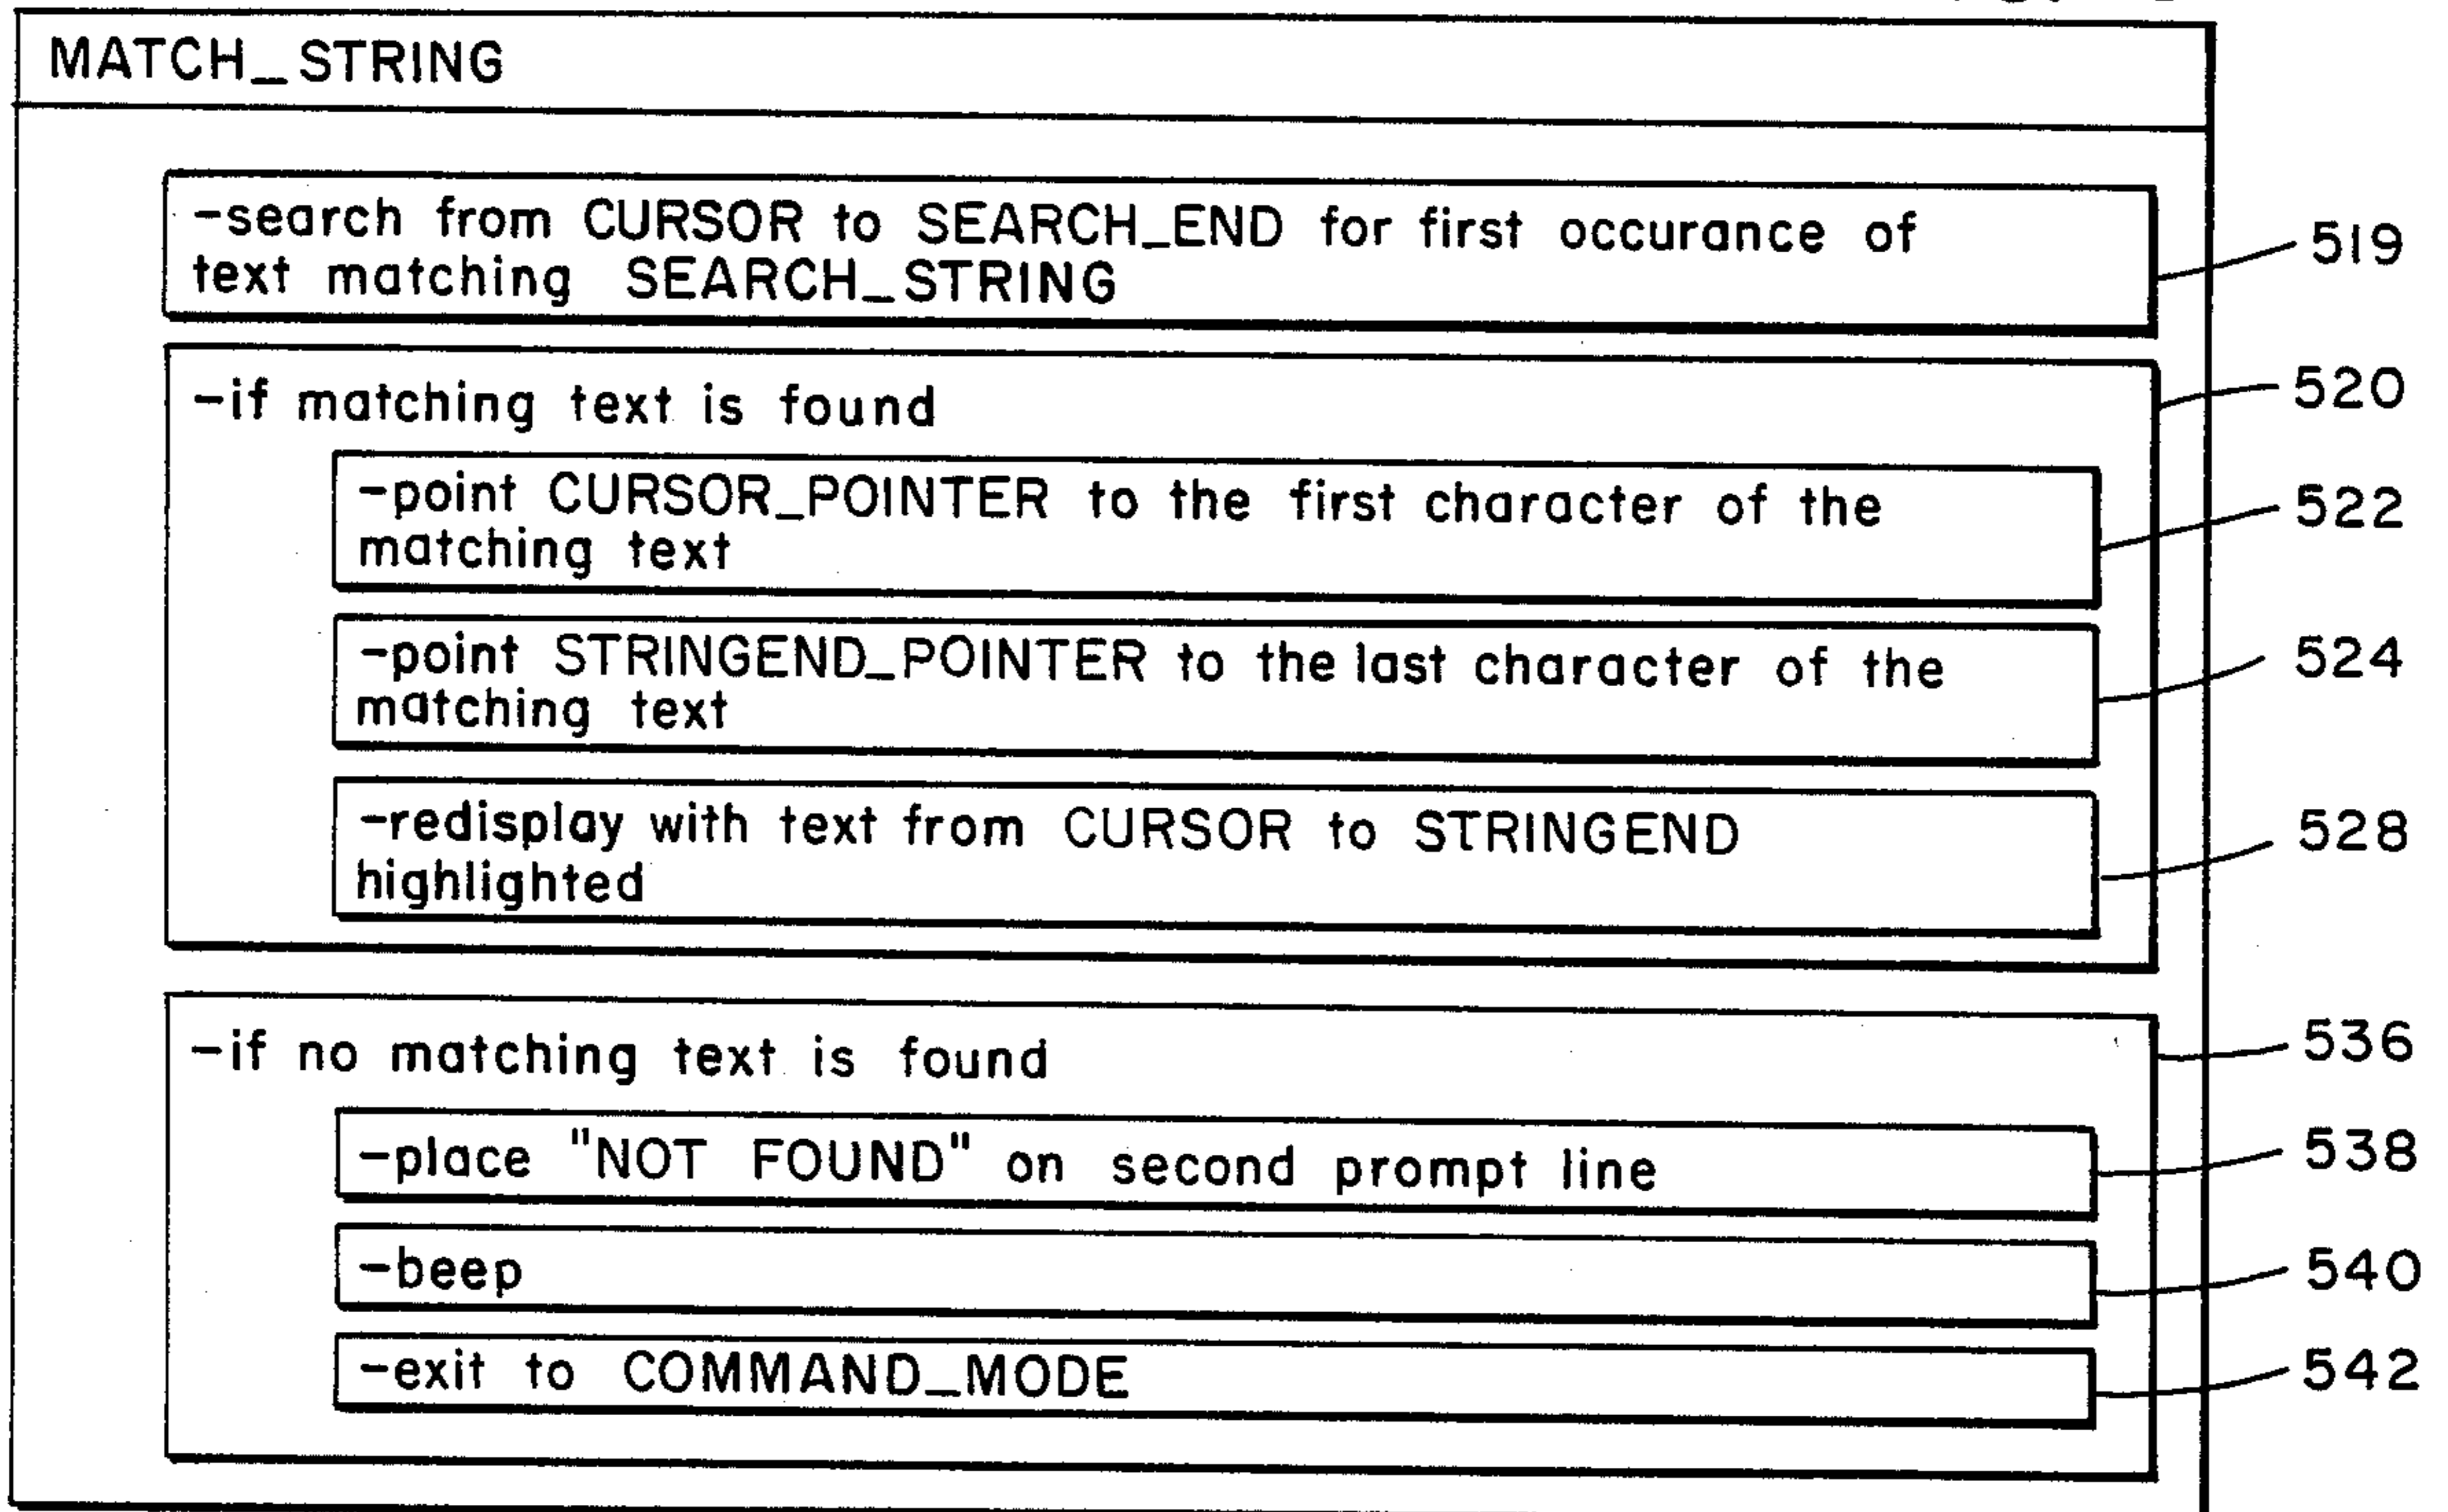 MATCH_STRING
-search from CURSOR to SEARCH_END for first occurance of
text matching SEARCH_STRING
519
-if matching text is found
520
-point CURSOR_POINTER to the first character of the
matching text
522
-point STRINGEND_POINTER to the last character of the
matching text
524
-redisplay with text from CURSOR to STRINGEND
highlighted
528
-if no matching text is found
536
-place "NOT FOUND" on second prompt line
538
-beep
540
-exit to COMMAND_MODE
542